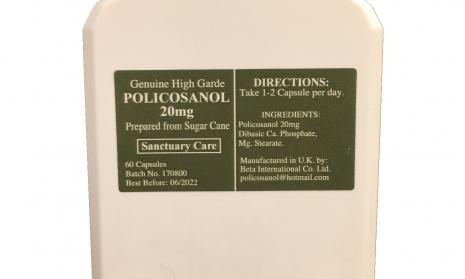 Genuine High Garde
POLICOSANOL
20mg
Prepared from Sugar Cane
Sanctuary Care
60 Capsules
Batch No. 170800
Best Before: 06/2022
DIRECTIONS:
Take 1-2 Capsule per day.
INGREDIENTS:
Policosanol 20mg
Dibasic Ca. Phosphate,
Mg. Stearate.
Manufactured in U.K. by:
Beta International Co. Ltd.
policosanol@hotmail.com